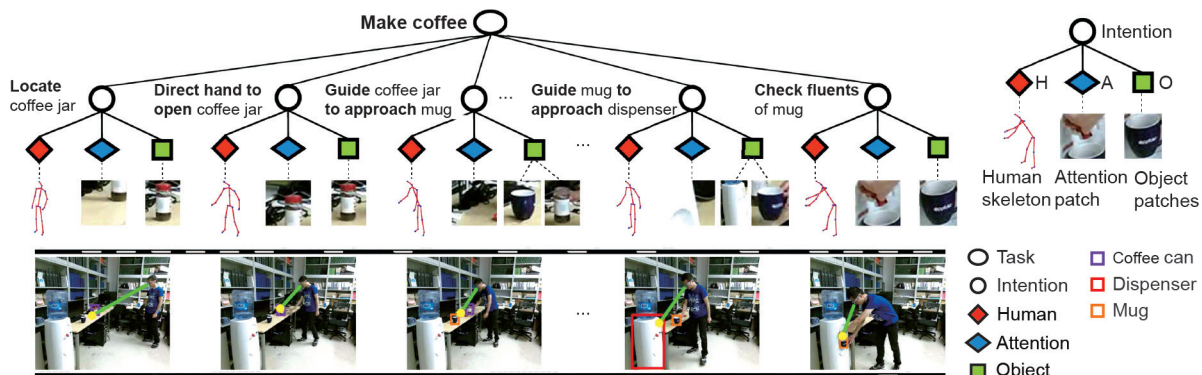 Make coffee
Locate
coffee jar
Direct hand to
open coffee jar
Guide coffee jar
to approach mug
...
Guide mug to
approach dispenser
Check fluents
of mug
...
...
Intention
H
A
O
Human
skeleton
Attention
patch
Object
patches
Task
Intention
Human
Attention
Object
Coffee can
Dispenser
Mug